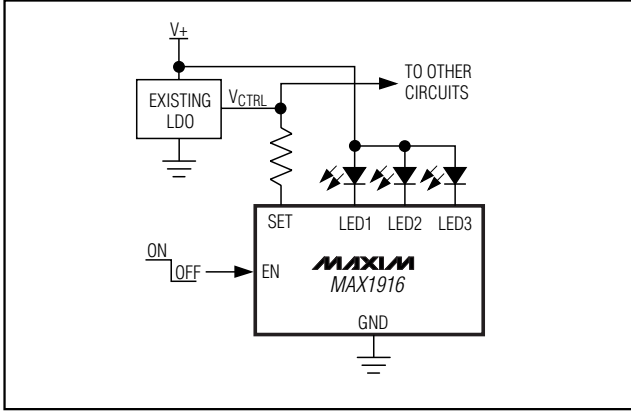 V+
EXISTING
LDO
VCTRL
TO OTHER
CIRCUITS
SET
LED1
LED2
LED3
ON
OFF
EN
MAXIM
MAX1916
GND